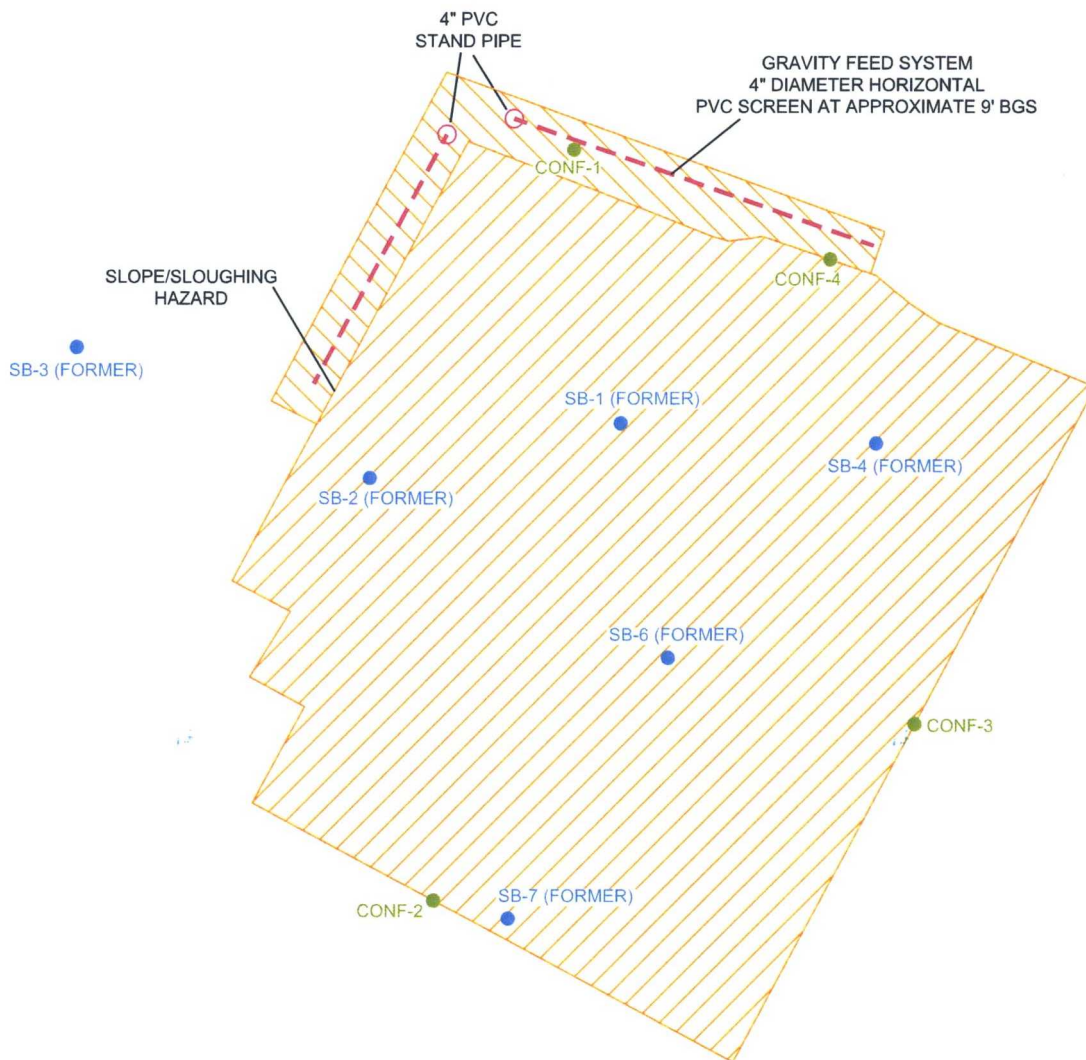 4" PVC
STAND PIPE
GRAVITY FEED SYSTEM
4" DIAMETER HORIZONTAL
PVC SCREEN AT APPROXIMATE 9' BGS
CONF-1
CONF-4
SLOPE/SLOUGHING
HAZARD
SB-3 (FORMER)
SB-1 (FORMER)
SB-4 (FORMER)
SB-2 (FORMER)
SB-6 (FORMER)
CONF-3
CONF-2
SB-7 (FORMER)